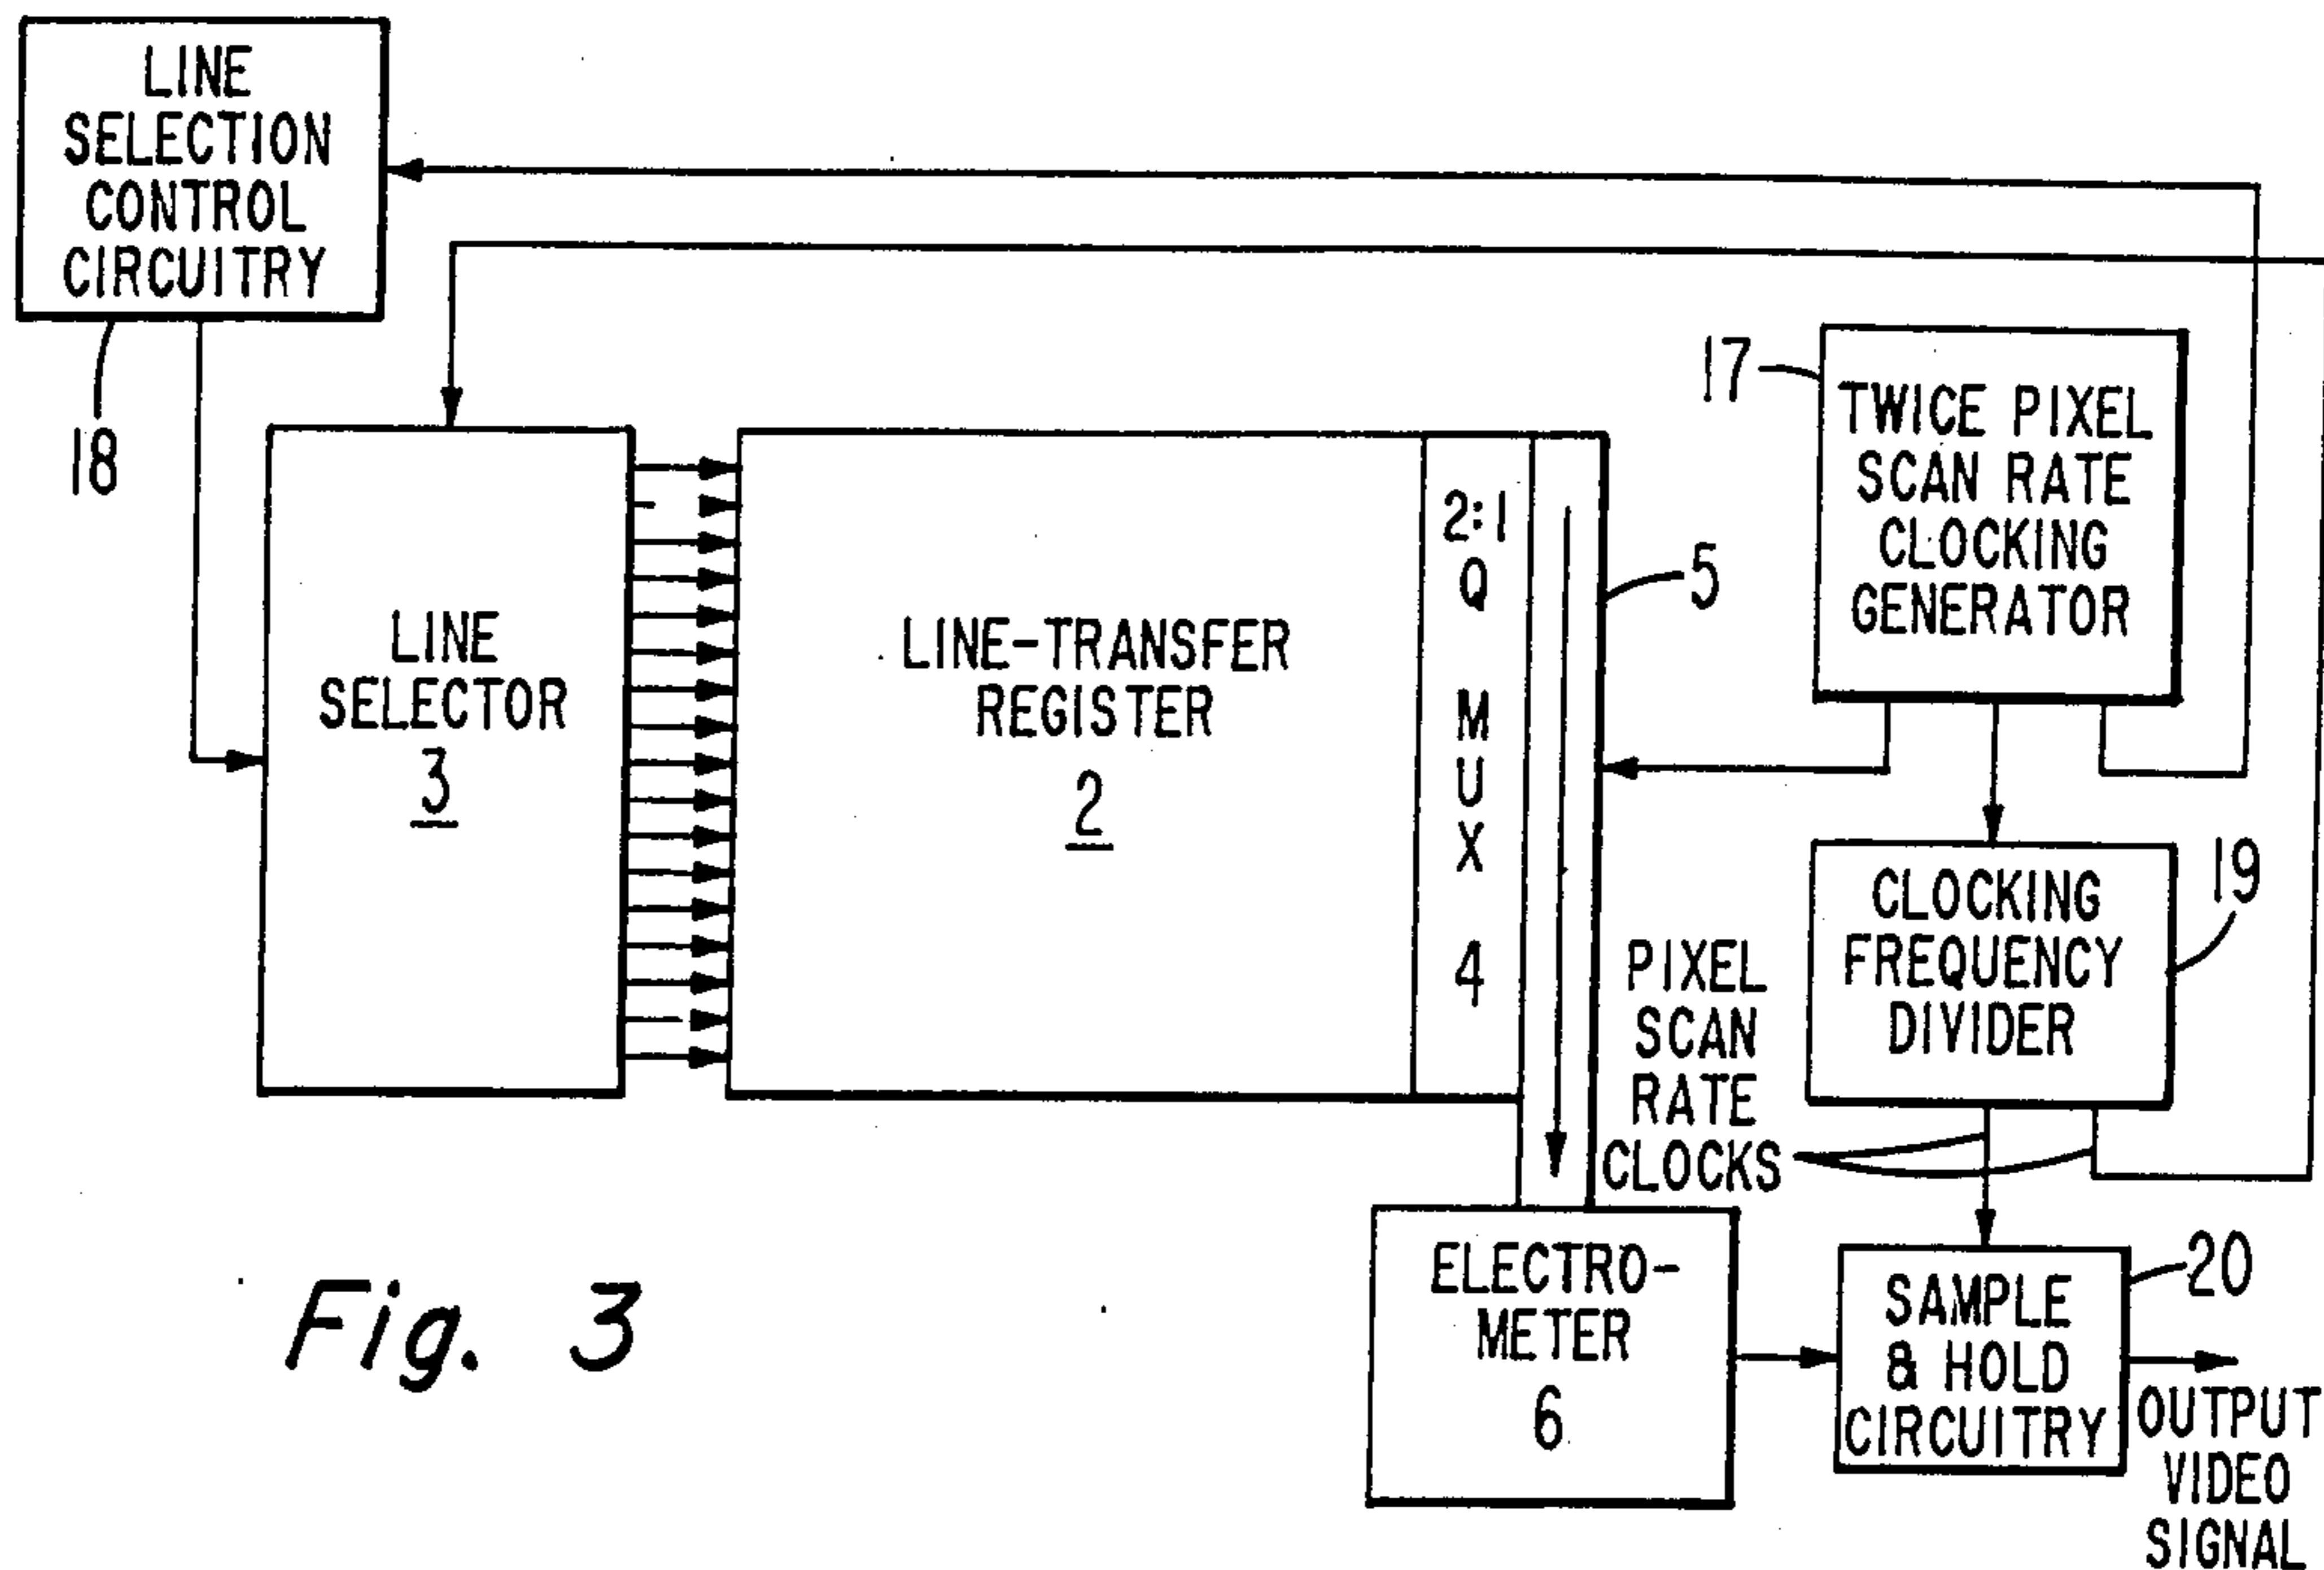 LINE
SELECTION
CONTROL
CIRCUITRY
18
17
TWICE PIXEL
SCAN RATE
CLOCKING
GENERATOR
LINE
SELECTOR
3
LINE-TRANSFER
REGISTER
2
2:1
Q
M
U
X
4
5
19
CLOCKING
FREQUENCY
DIVIDER
PIXEL
SCAN
RATE
CLOCKS
ELECTRO-
METER
6
20
SAMPLE
& HOLD
CIRCUITRY
OUTPUT
VIDEO
SIGNAL
Fig. 3